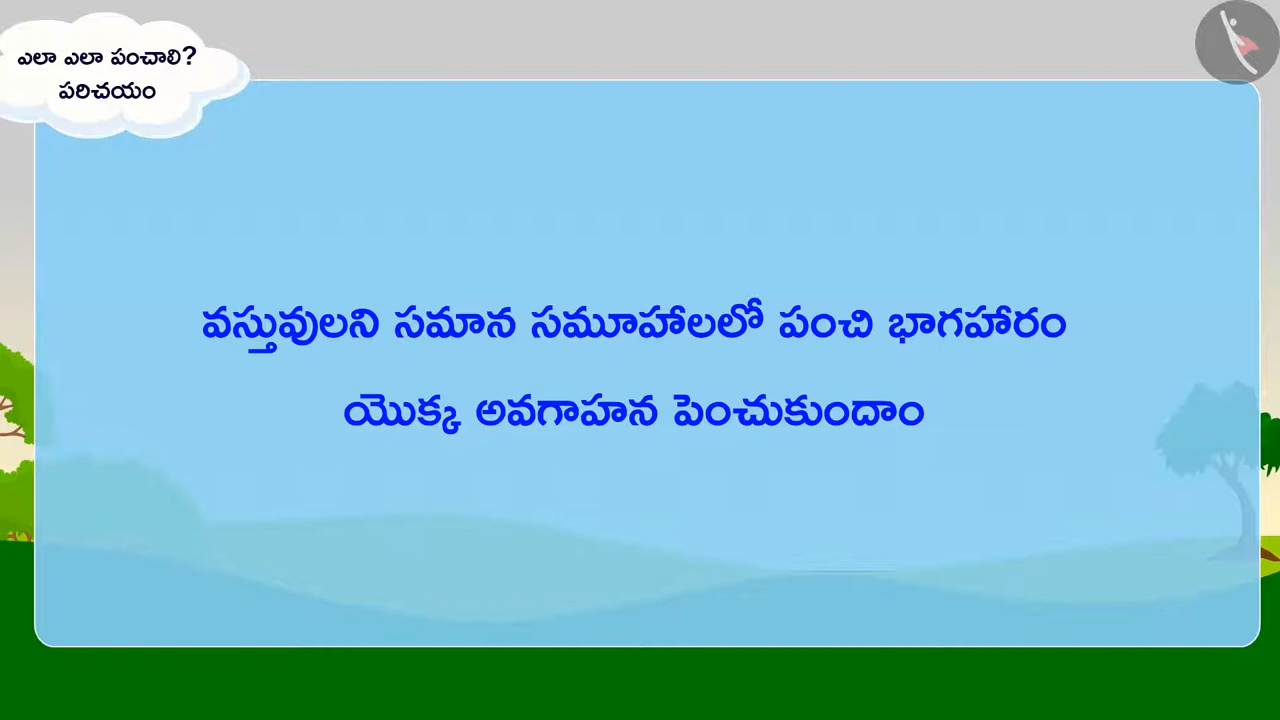 ఎలా ఎలా పంచాలి?
పరిచయం
వస్తువులని సమాన సమూహాలలో పంచి భాగహారం
యొక్క అవగాహన పెంచుకుందాం